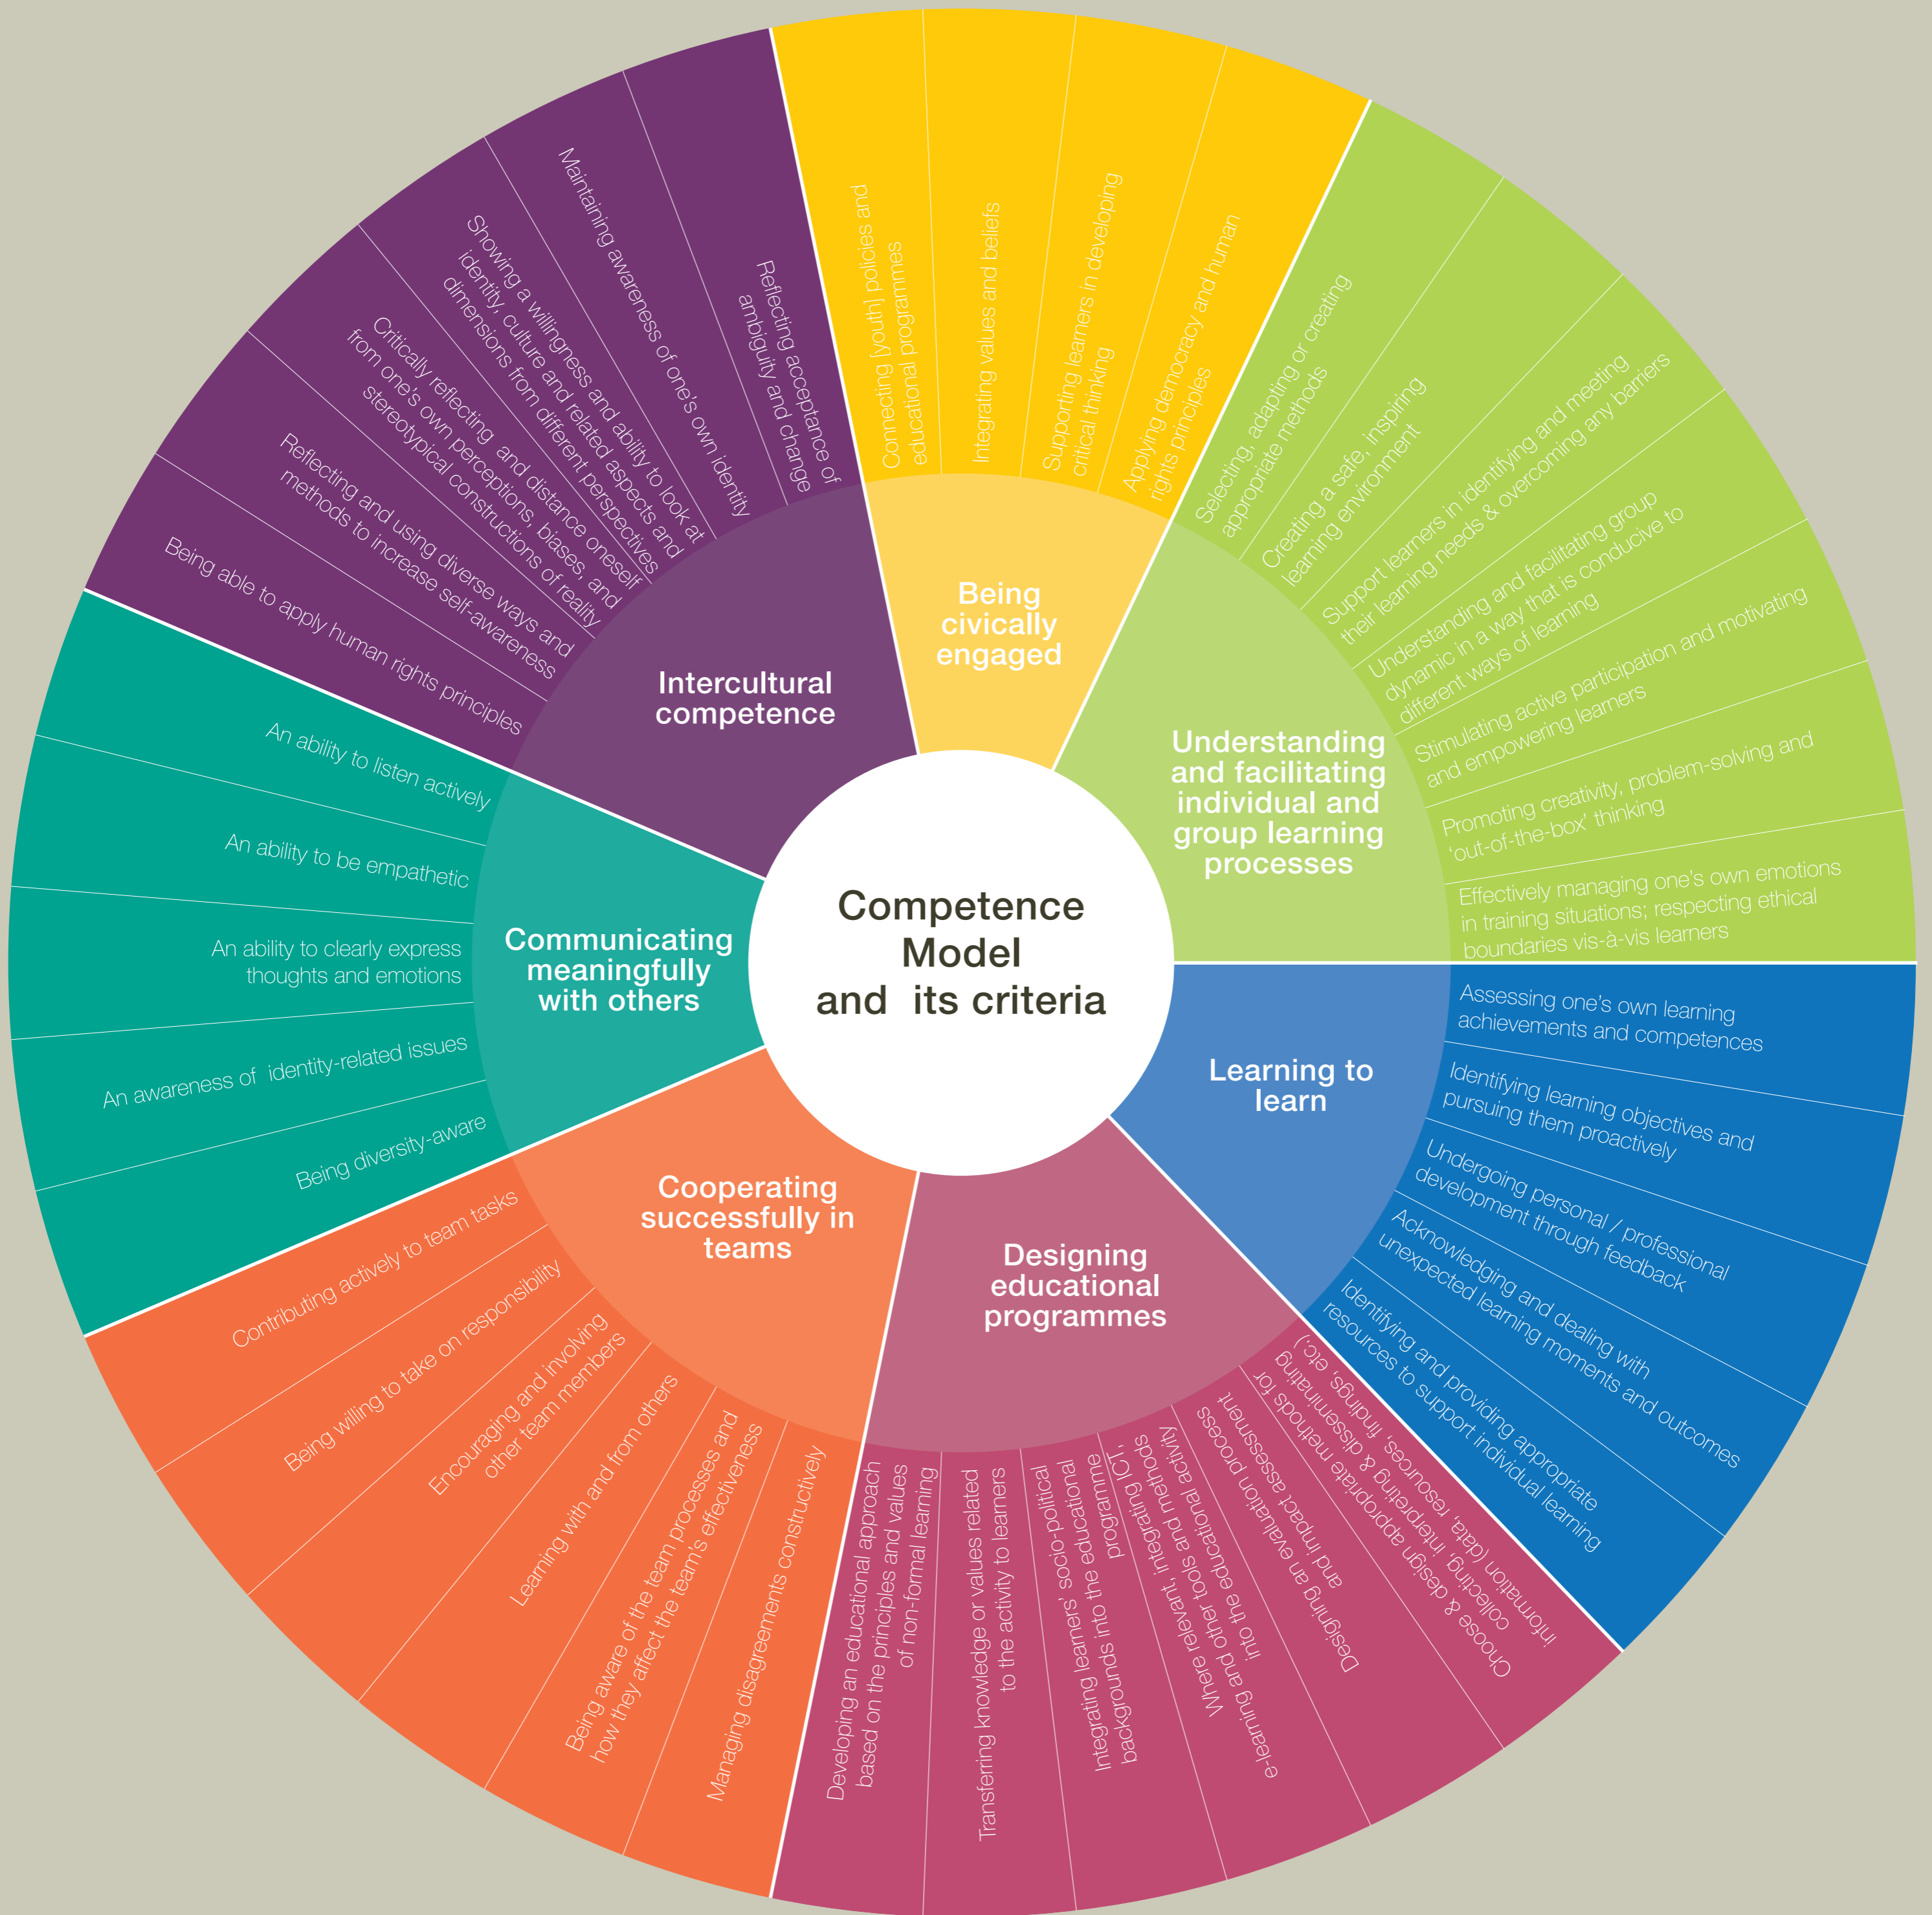 Competence
Model
and its criteria
Being
civically
engaged
Connecting [youth] policies and
educational programmes
Integrating values and beliefs
Supporting learners in developing
critical thinking
Applying democracy and human
rights principles
Understanding
and facilitating
individual and
group learning
processes
Selecting, adapting or creating
appropriate methods
Creating a safe, inspiring
learning environment
Support learners in identifying and meeting
their learning needs & overcoming any barriers
Understanding and facilitating group
dynamic in a way that is conducive to
different ways of learning
Stimulating active participation and motivating
and empowering learners
Promoting creativity, problem-solving and
‘out-of-the-box’ thinking
Effectively managing one’s own emotions
in training situations; respecting ethical
boundaries vis-à-vis learners
Learning to
learn
Assessing one’s own learning
achievements and competences
Identifying learning objectives and
pursuing them proactively
Undergoing personal / professional
development through feedback
Acknowledging and dealing with
unexpected learning moments and outcomes
Identifying and providing appropriate
resources to support individual learning
Designing
educational
programmes
Choose & design appropriate methods for
collecting, interpreting & disseminating
information (data, resources, findings, etc.)
Designing an evaluation process
and impact assessment
Where relevant, integrating ICT,
e-learning and other tools and methods
into the educational activity
Integrating learners’ socio-political
backgrounds into the educational
programme
Transferring knowledge or values related
to the activity to learners
Developing an educational approach
based on the principles and values
of non-formal learning
Cooperating
successfully in
teams
Managing disagreements constructively
Being aware of the team processes and
how they affect the team’s effectiveness
Learning with and from others
Encouraging and involving
other team members
Being willing to take on responsibility
Contributing actively to team tasks
Communicating
meaningfully
with others
Being diversity-aware
An awareness of identity-related issues
An ability to clearly express
thoughts and emotions
An ability to be empathetic
An ability to listen actively
Intercultural
competence
Being able to apply human rights principles
Reflecting and using diverse ways and
methods to increase self-awareness
Critically reflecting and distance oneself
from one’s own perceptions, biases, and
stereotypical constructions of reality
Showing a willingness and ability to look at
identity, culture and related aspects and
dimensions from different perspectives
Maintaining awareness of one’s own identity
Reflecting acceptance of
ambiguity and change